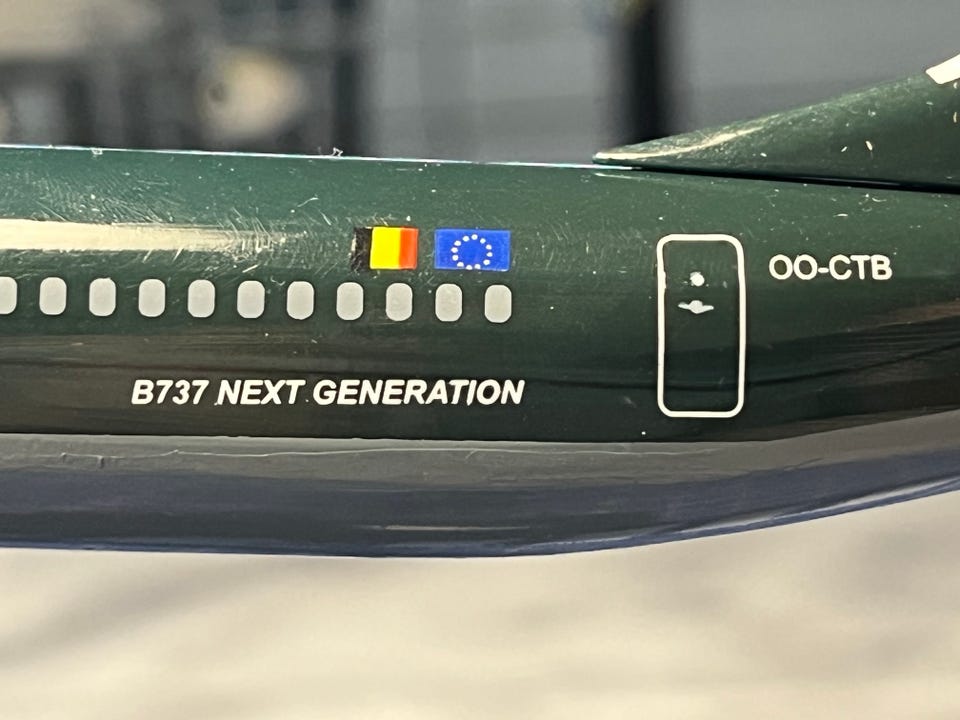 OO-CTB
B737 NEXT GENERATION